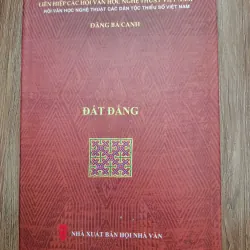 LIÊN HIỆP CÁC HỘI VĂN HỌC NGHỆ THUẬT VIỆT NAM
HỘI VĂN HỌC NGHỆ THUẬT CÁC DÂN TỘC THIỂU SỐ VIỆT NAM
ĐẶNG BÁ CANH
ĐẤT ĐẮNG
NHÀ XUẤT BẢN HỘI NHÀ VĂN